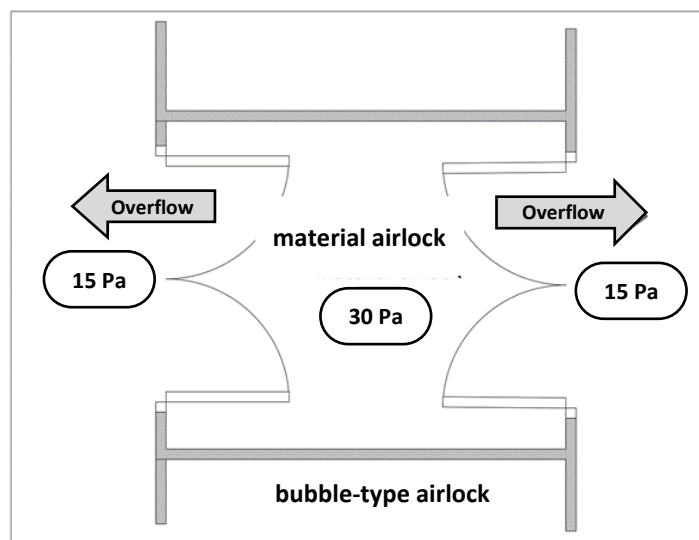 Overflow
Overflow
material airlock
15 Pa
15 Pa
30 Pa
bubble-type airlock